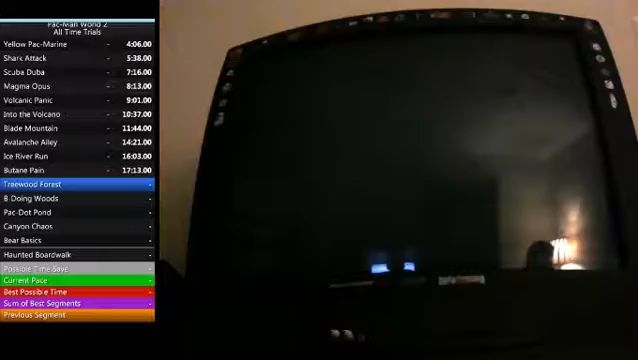 Pac-Man World 2
All Time Trials
Yellow Pac-Marine - 4:06.00
Shark Attack - 5:38.00
Scuba Duba - 7:16.00
Magma Opus - 8:13.00
Volcanic Panic - 9:01.00
Into the Volcano - 10:37.00
Blade Mountain - 11:44.00
Avalanche Alley - 14:21.00
Ice River Run - 16:03.00
Butane Pain - 17:13.00
Treewood Forest -
B-Doing Woods -
Pac-Dot Pond -
Canyon Chaos -
Bear Basics -
Haunted Boardwalk -
Possible Time Save -
Current Pace -
Best Possible Time -
Sum of Best Segments -
Previous Segment -